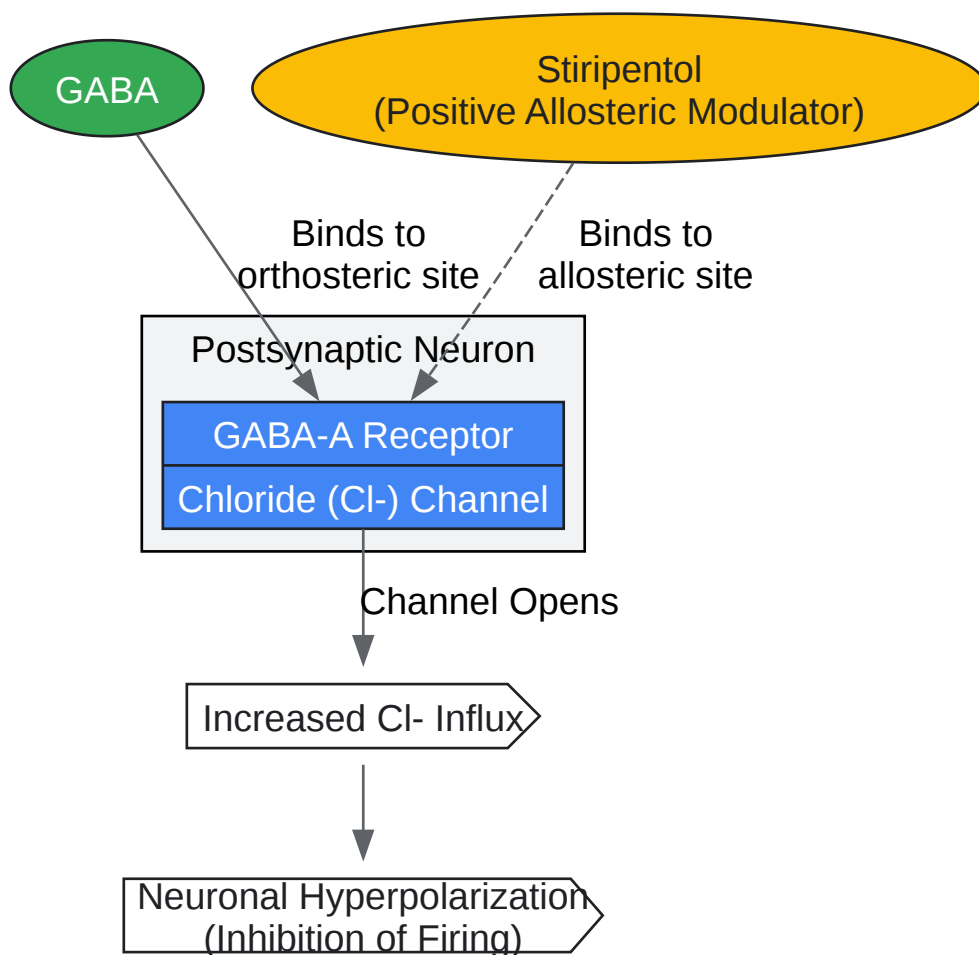 GABA
Stiripentol
(Positive Allosteric Modulator)
Binds to
orthosteric site
Binds to
allosteric site
Postsynaptic Neuron
GABA-A Receptor
Chloride (Cl-) Channel
Channel Opens
Increased Cl- Influx
Neuronal Hyperpolarization
(Inhibition of Firing)